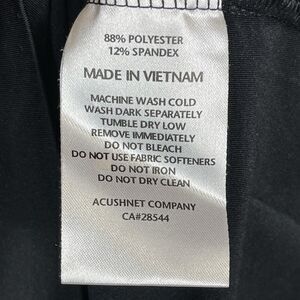 88% POLYESTER
12% SPANDEX
MADE IN VIETNAM
MACHINE WASH COLD
WASH DARK SEPARATELY
TUMBLE DRY LOW
REMOVE IMMEDIATELY
DO NOT BLEACH
DO NOT USE FABRIC SOFTENERS
DO NOT IRON
DO NOT DRY CLEAN
ACUSHNET COMPANY
CA#28544